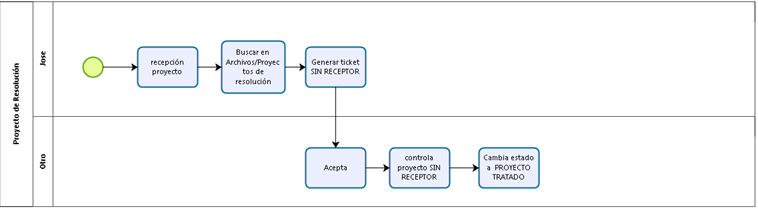 Proyecto de Resolución
Jose
recepción
proyecto
Buscar en
Archivos/Proyec
tos de
resolución
Generar ticket
SIN RECEPTOR
Otro
Acepta
controla
proyecto SIN
RECEPTOR
Cambia estado
a PROYECTO
TRATADO